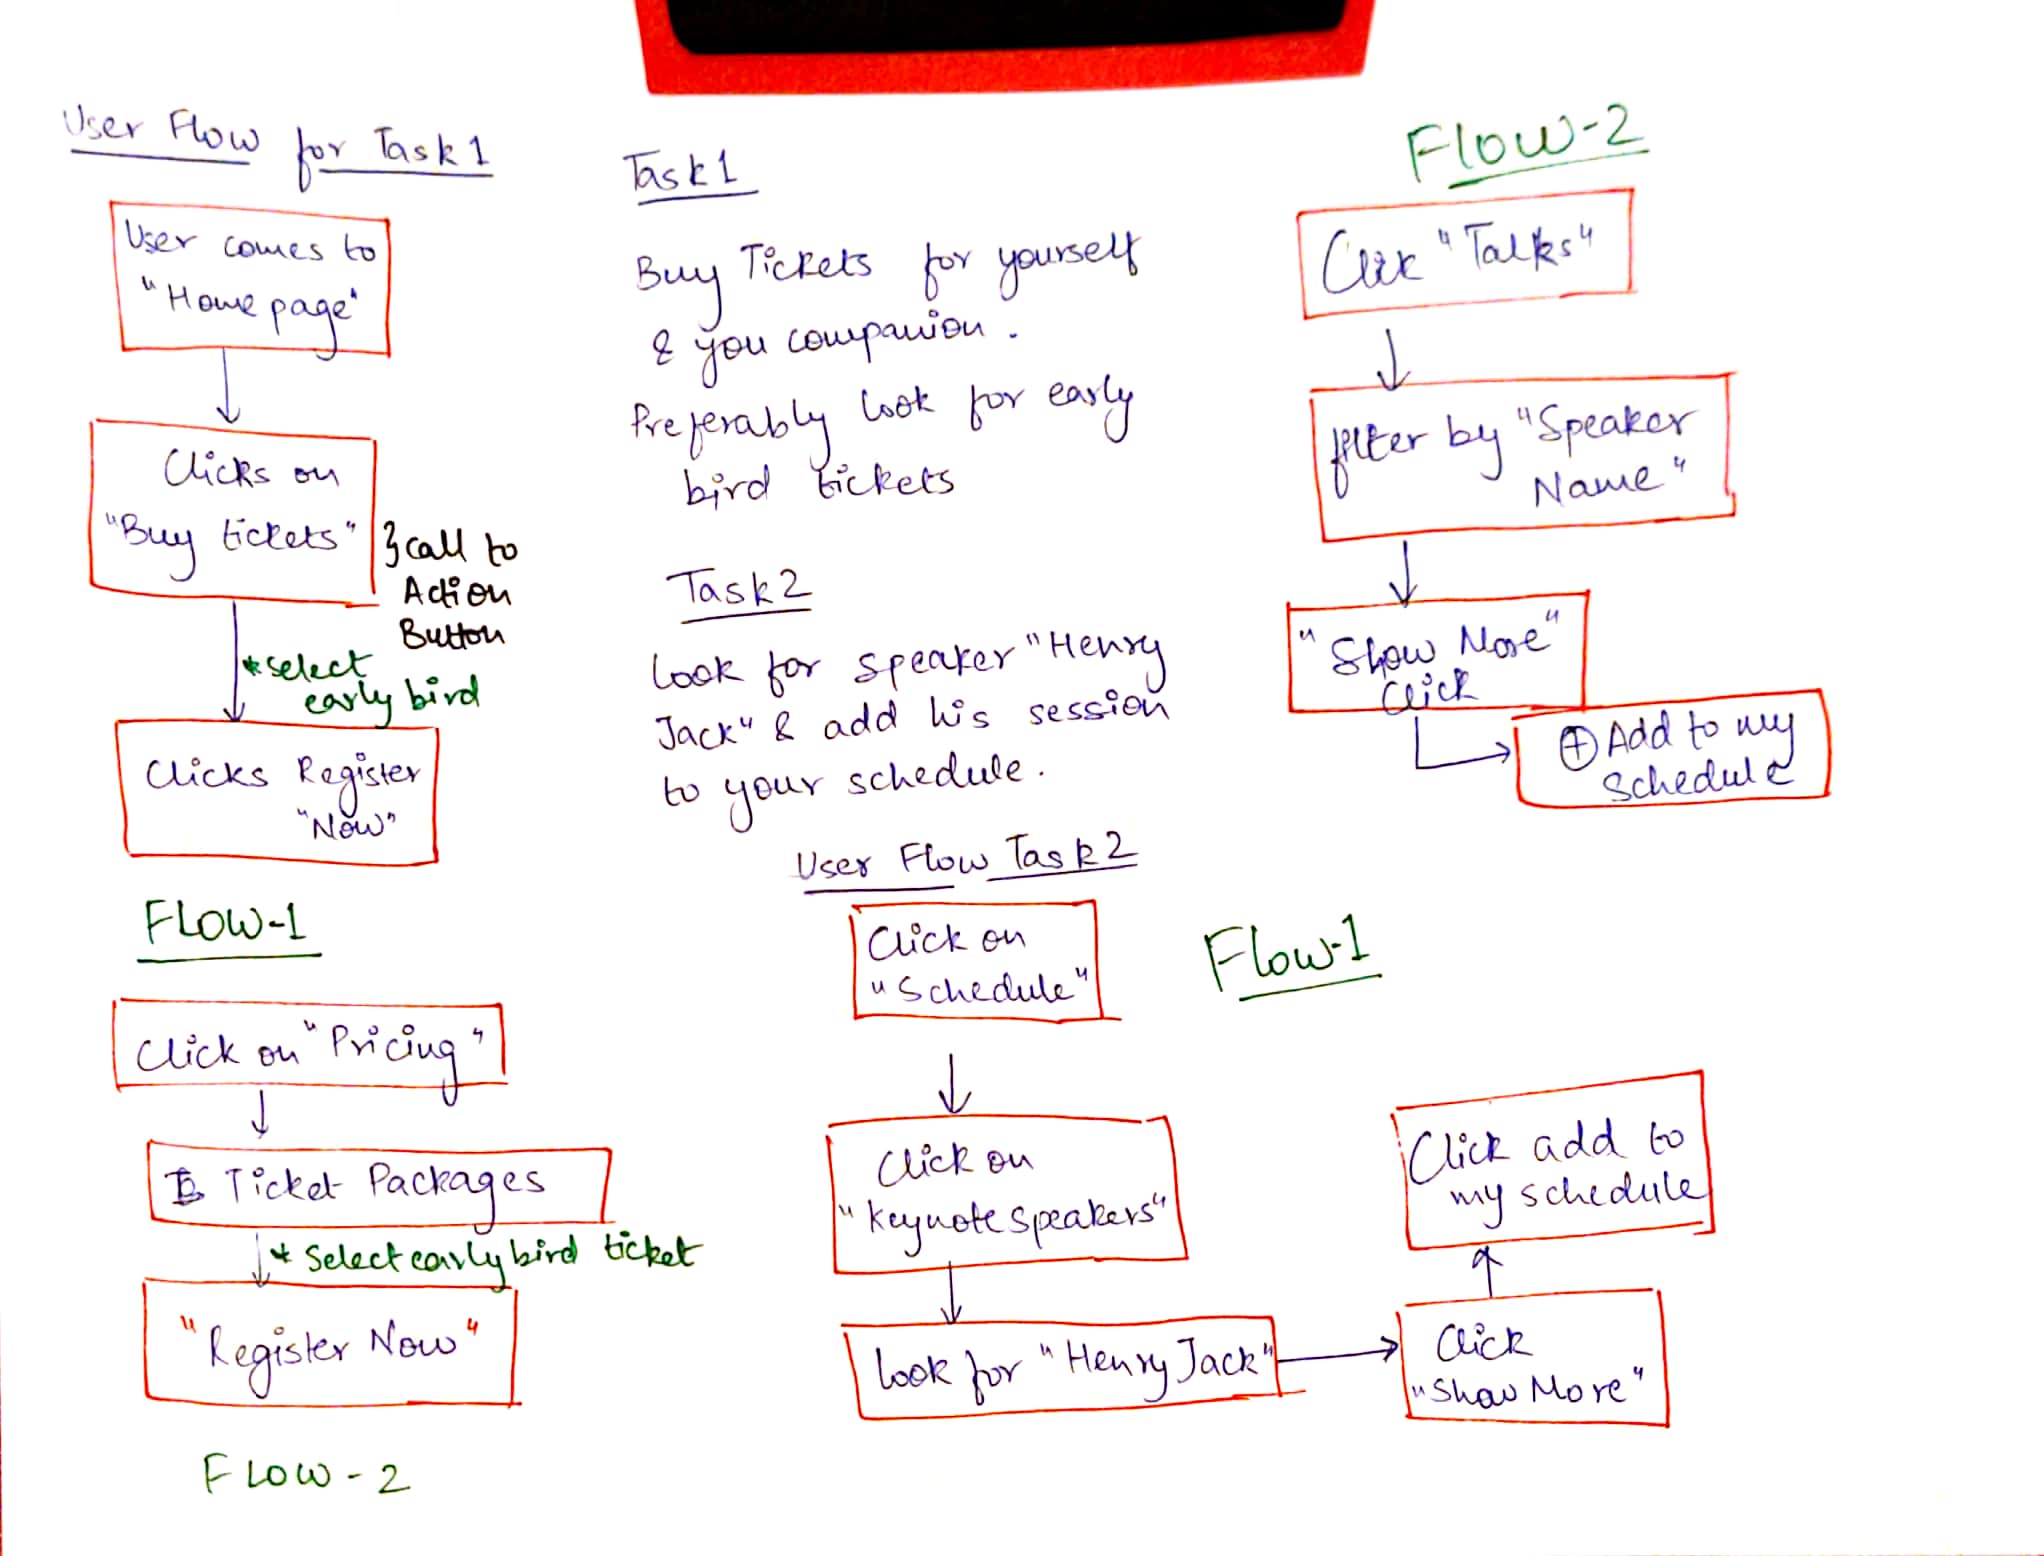 User Flow for Task 1
User comes to
"Home page"
Clicks on
"Buy tickets"
} call to
Action
Button
* select
early bird
Clicks Register
"Now"
FLOW-1
Click on "Pricing"
Ticket Packages
* Select early bird ticket
"Register Now"
FLOW-2
Task 1
Buy Tickets for yourself
& you companion.
Preferably look for early
bird tickets
Task 2
Look for speaker "Henry
Jack" & add his session
to your schedule.
User Flow Task 2
Click on
"Schedule"
Flow-1
Click on
"Keynote speakers"
Look for "Henry Jack"
Click
"Show More"
Click add to
my schedule
Flow-2
Click "Talks"
filter by "Speaker
Name"
"Show More"
Click
⊕ Add to my
schedule